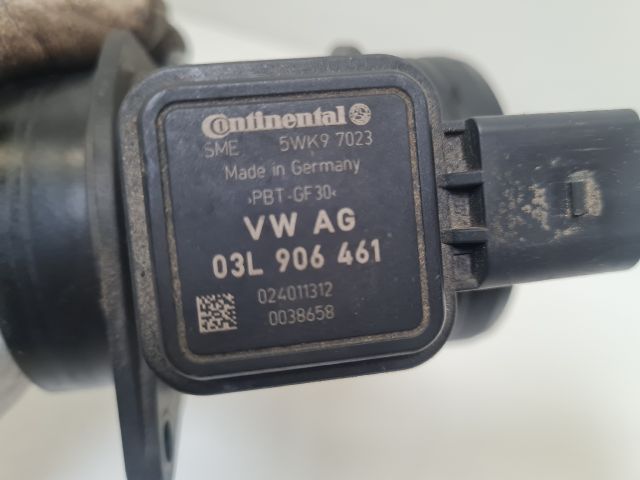 Continental
SME 5WK9 7023
Made in Germany
>PBT-GF30<
VW AG
03L 906 461
024011312
0038658